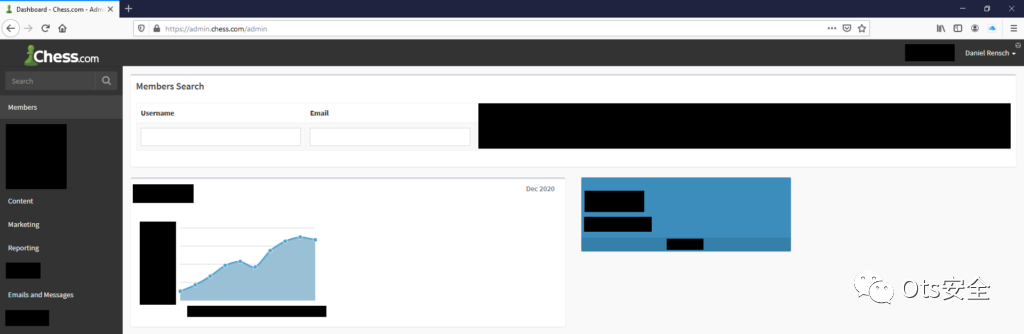 Dashboard - Chess.com - Adm
https://admin.chess.com/admin
Chess.com
Daniel Rensch
Search
Members
Content
Marketing
Reporting
Emails and Messages
Members Search
Username
Email
Dec 2020
Ots安全